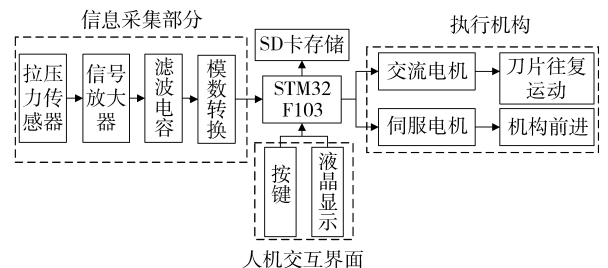 信息采集部分
执行机构
拉压力传感器
信号放大器
滤波电容
模数转换
SD卡存储
STM32
F103
交流电机
刀片往复
运动
伺服电机
机构前进
按键
液晶显示
人机交互界面